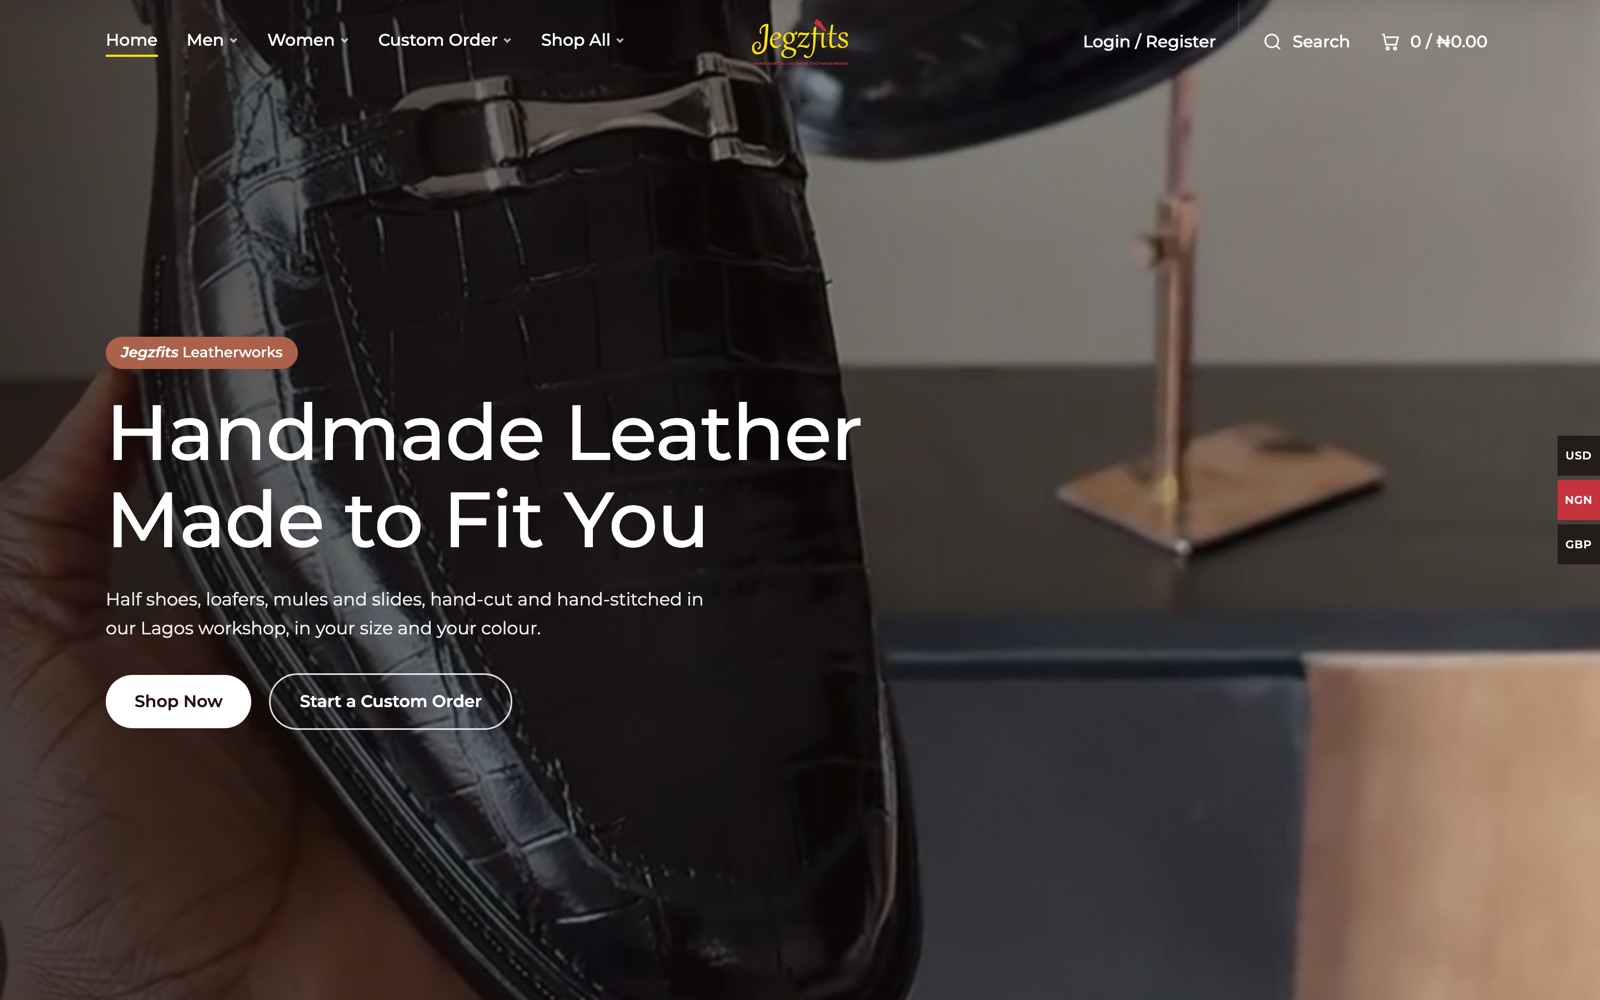 Home
Men
Women
Custom Order
Shop All
Jegzfits
Login / Register
Search
0 / ₦0.00
Jegzfits Leatherworks
Handmade Leather
Made to Fit You
Half shoes, loafers, mules and slides, hand-cut and hand-stitched in
our Lagos workshop, in your size and your colour.
Shop Now
Start a Custom Order
USD
NGN
GBP